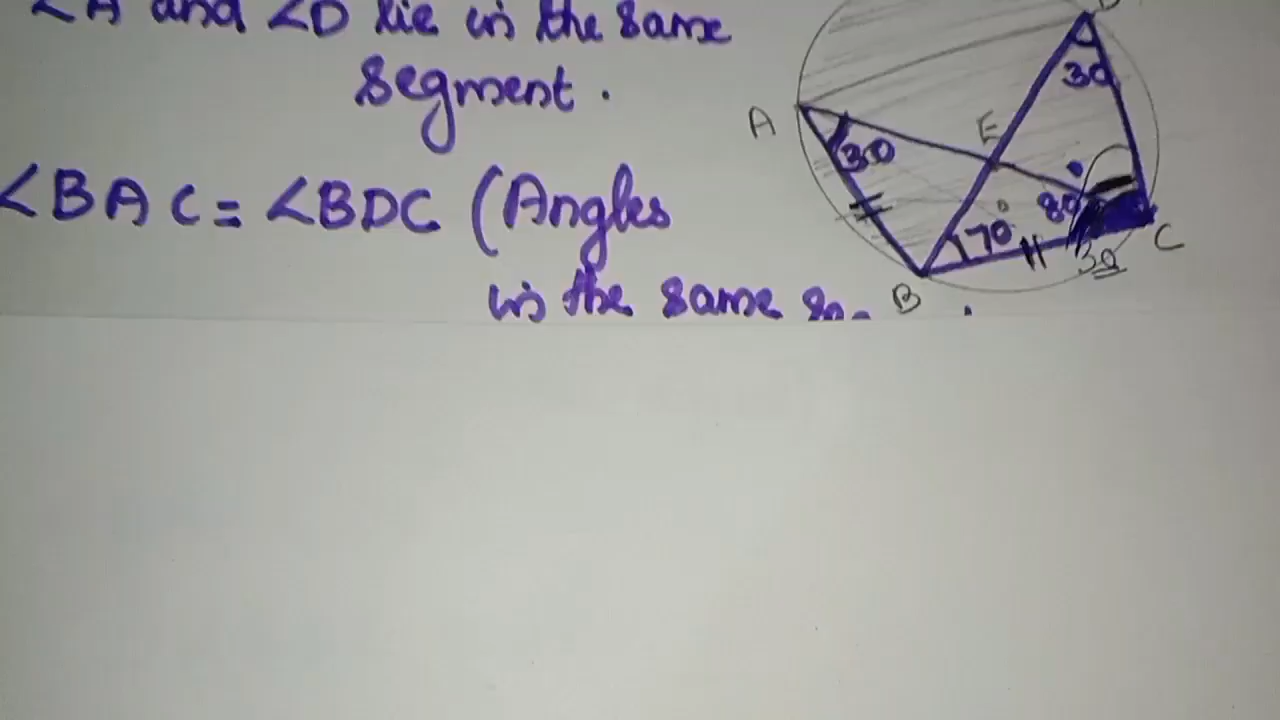 ∠A and ∠D lie in the same
segment.
∠BAC = ∠BDC (Angles
in the same
A
E
30
30
80
70°
30
B
C